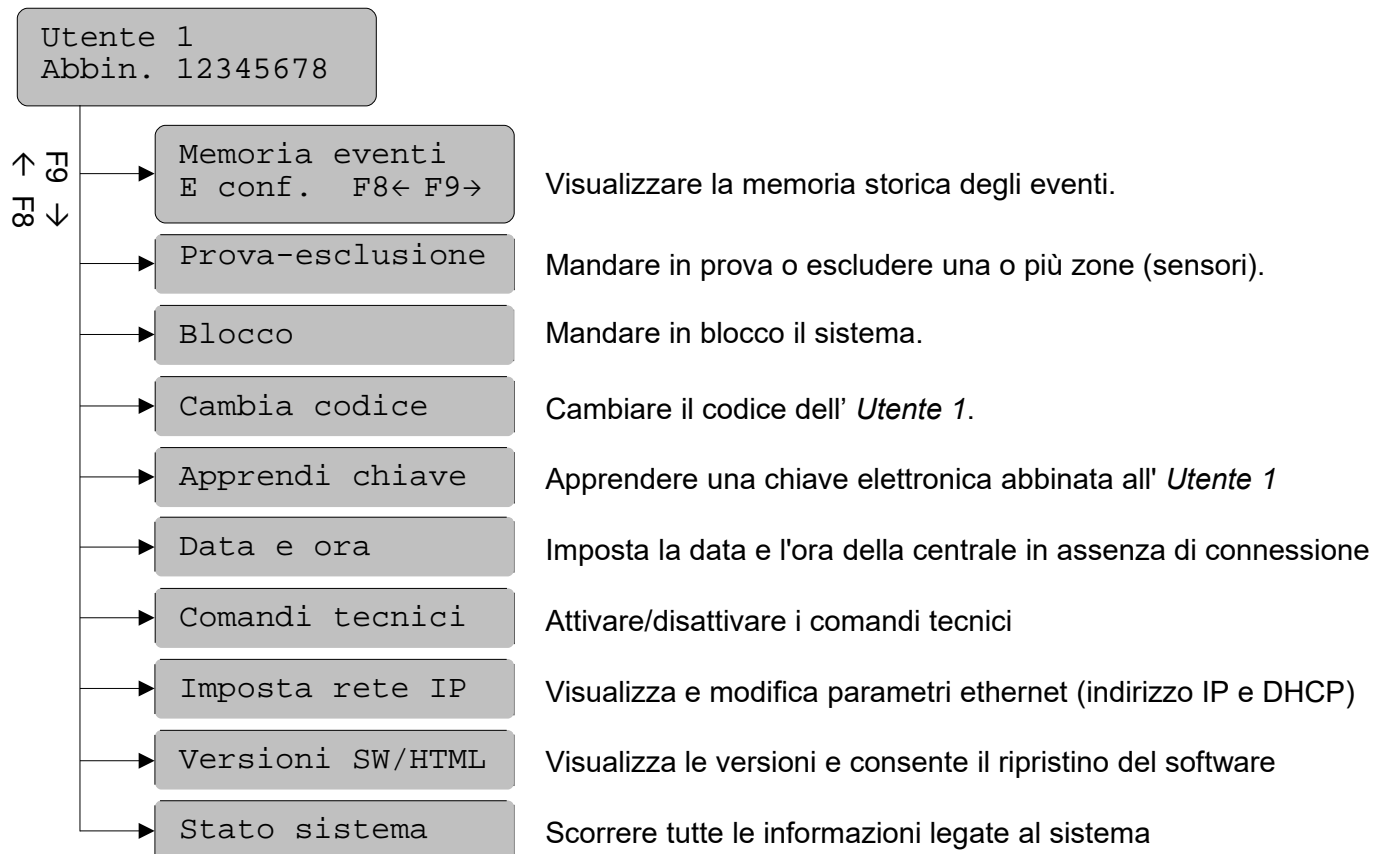 Utente 1
Abbin. 12345678
F9 →
← F8
Memoria eventi
E conf. F8← F9→
Visualizzare la memoria storica degli eventi.
Prova-esclusione
Mandare in prova o escludere una o più zone (sensori).
Blocco
Mandare in blocco il sistema.
Cambia codice
Cambiare il codice dell’ Utente 1.
Apprendi chiave
Apprendere una chiave elettronica abbinata all' Utente 1
Data e ora
Imposta la data e l'ora della centrale in assenza di connessione
Comandi tecnici
Attivare/disattivare i comandi tecnici
Imposta rete IP
Visualizza e modifica parametri ethernet (indirizzo IP e DHCP)
Versioni SW/HTML
Visualizza le versioni e consente il ripristino del software
Stato sistema
Scorrere tutte le informazioni legate al sistema